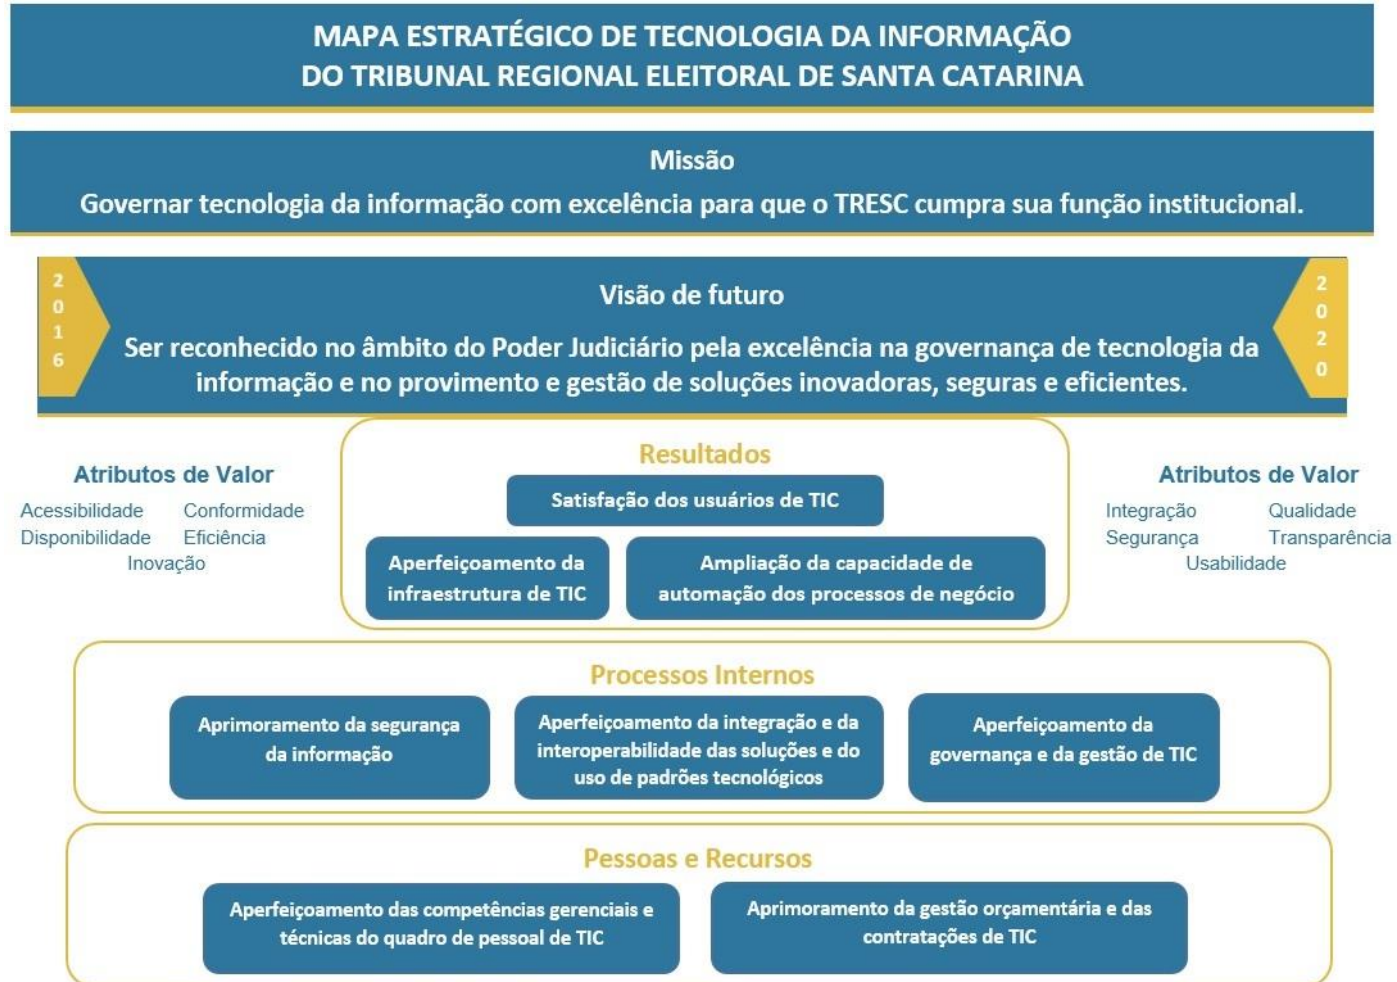 MAPA ESTRATÉGICO DE TECNOLOGIA DA INFORMAÇÃO
DO TRIBUNAL REGIONAL ELEITORAL DE SANTA CATARINA
Missão
Governar tecnologia da informação com excelência para que o TRESC cumpra sua função institucional.
2016
Visão de futuro
Ser reconhecido no âmbito do Poder Judiciário pela excelência na governança de tecnologia da
informação e no provimento e gestão de soluções inovadoras, seguras e eficientes.
2020
Atributos de Valor
Acessibilidade Conformidade
Disponibilidade Eficiência
Inovação
Resultados
Satisfação dos usuários de TIC
Aperfeiçoamento da
infraestrutura de TIC
Ampliação da capacidade de
automação dos processos de negócio
Atributos de Valor
Integração Qualidade
Segurança Transparência
Usabilidade
Processos Internos
Aprimoramento da segurança
da informação
Aperfeiçoamento da integração e da
interoperabilidade das soluções e do
uso de padrões tecnológicos
Aperfeiçoamento da
governança e da gestão de TIC
Pessoas e Recursos
Aperfeiçoamento das competências gerenciais e
técnicas do quadro de pessoal de TIC
Aprimoramento da gestão orçamentária e das
contratações de TIC